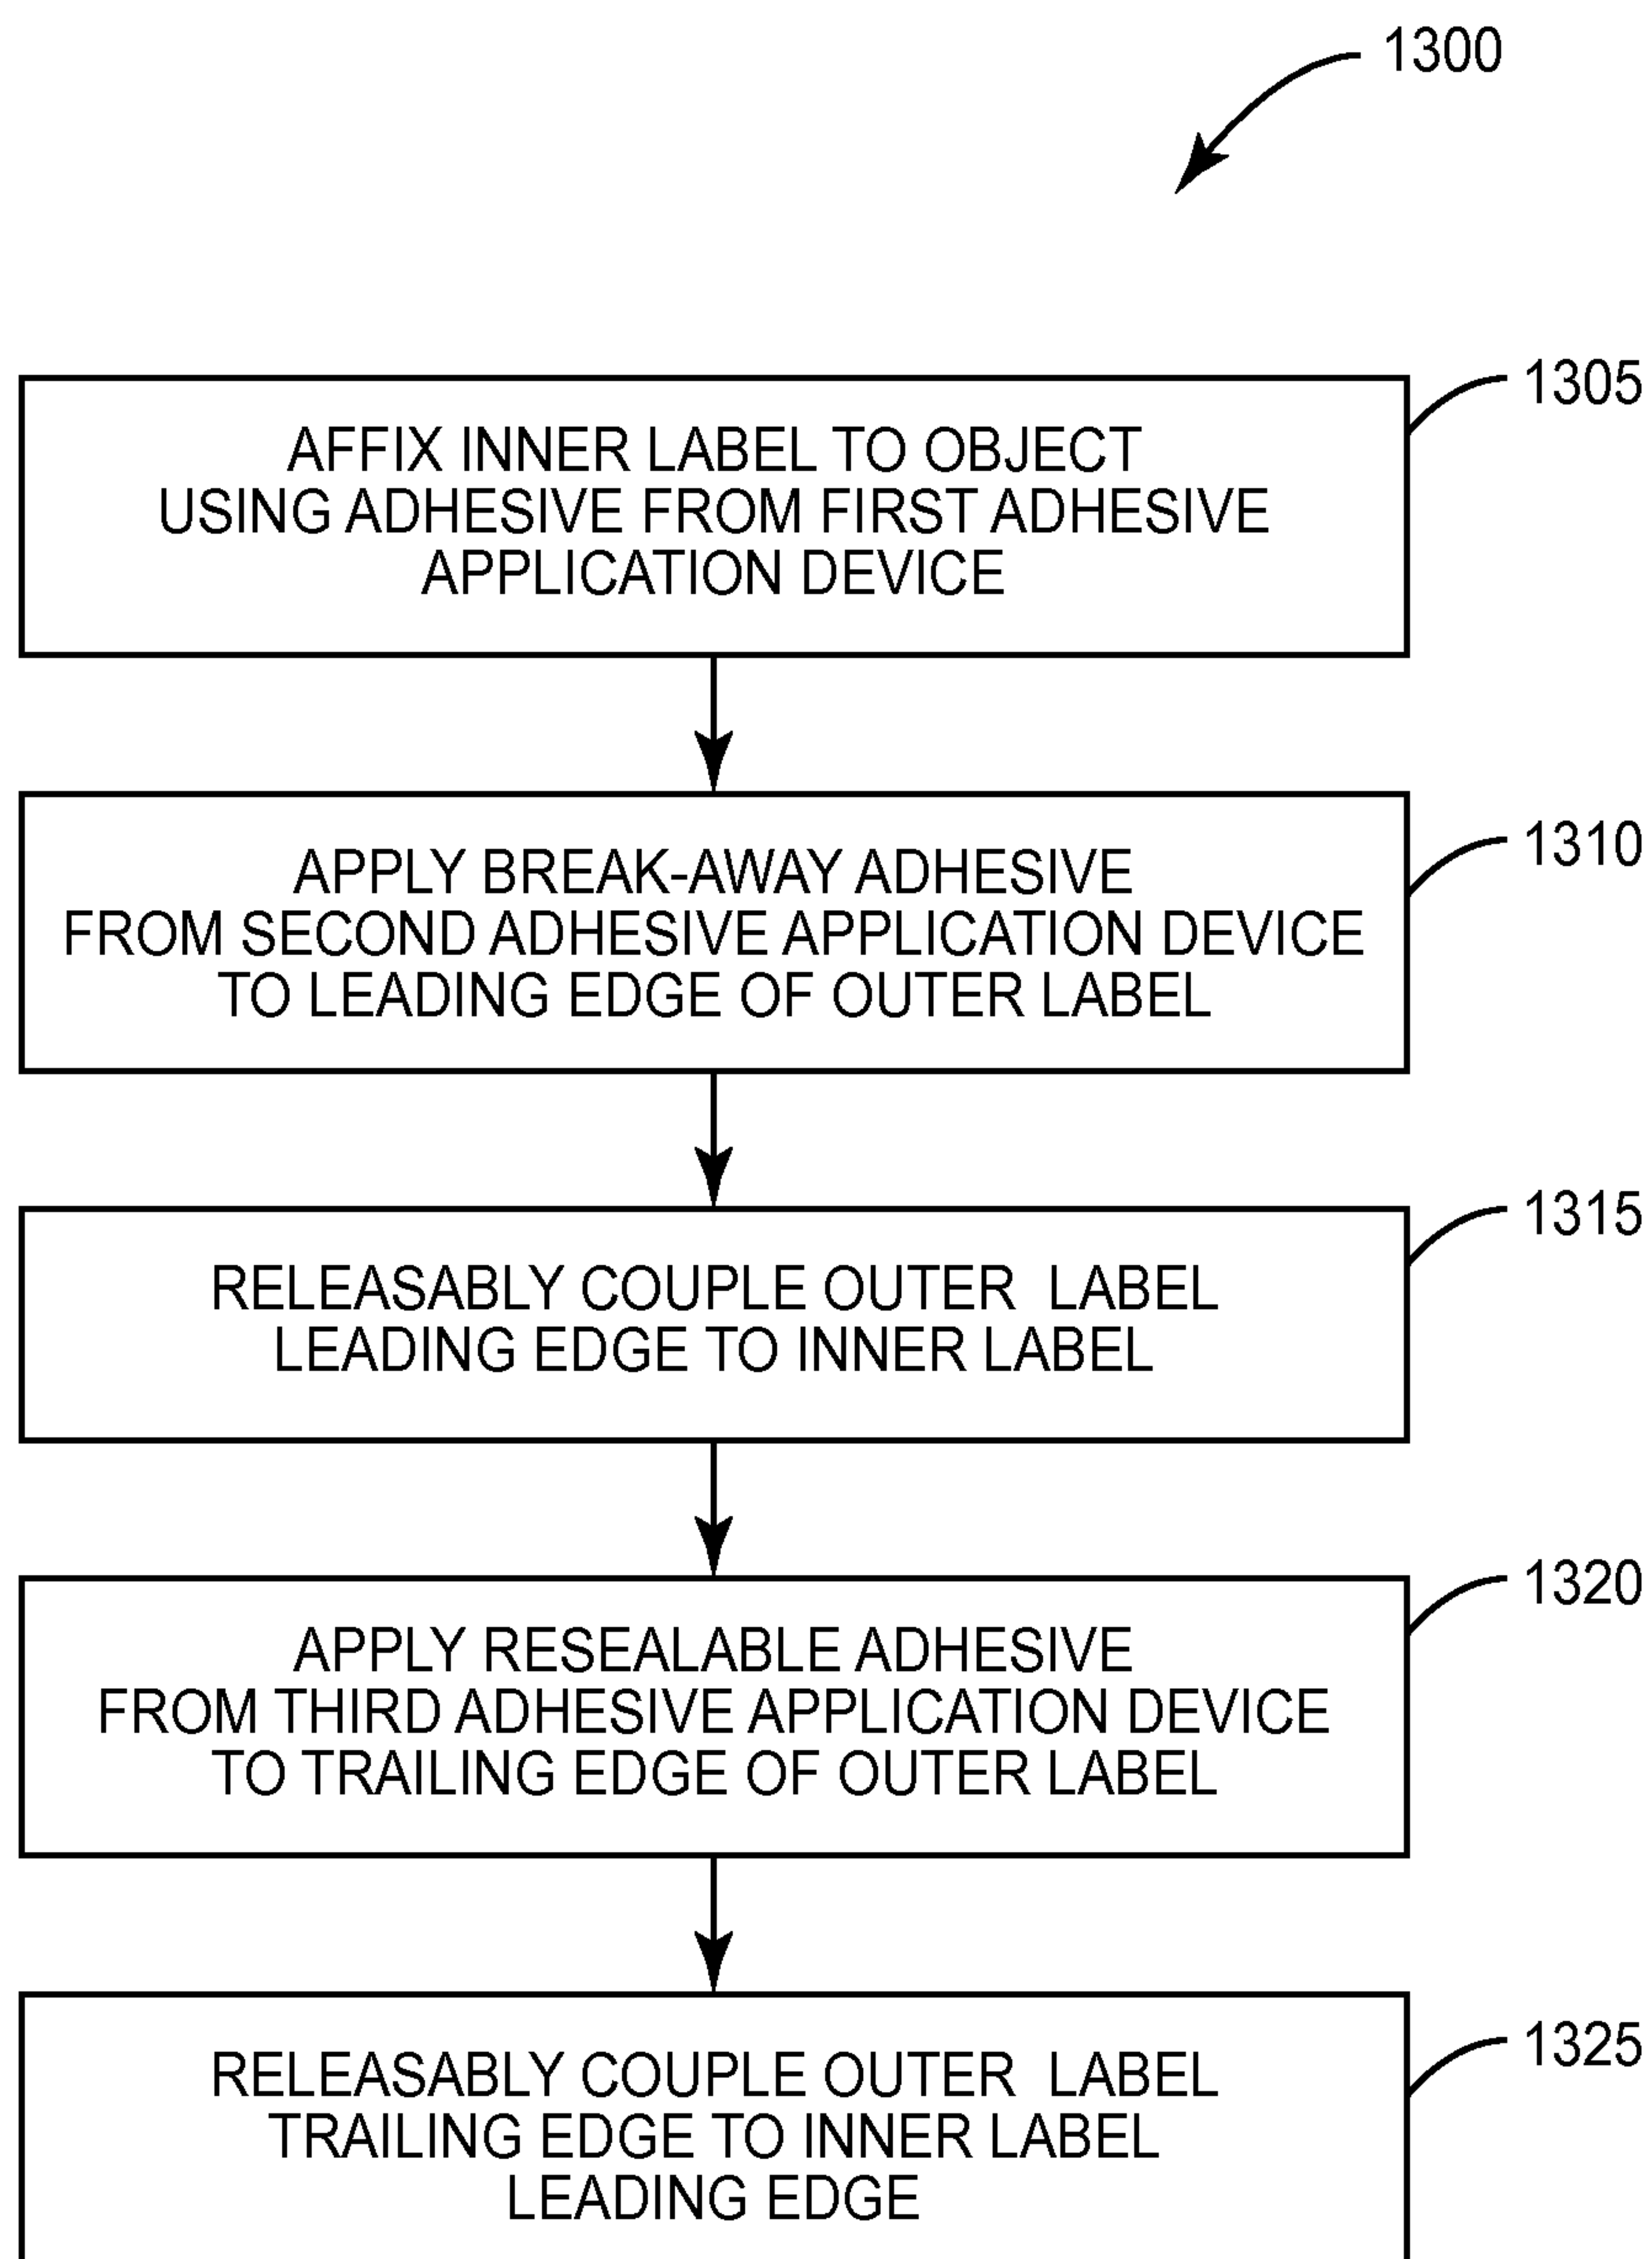 1300
1305
AFFIX INNER LABEL TO OBJECT
USING ADHESIVE FROM FIRST ADHESIVE
APPLICATION DEVICE
1310
APPLY BREAK-AWAY ADHESIVE
FROM SECOND ADHESIVE APPLICATION DEVICE
TO LEADING EDGE OF OUTER LABEL
1315
RELEASABLY COUPLE OUTER LABEL
LEADING EDGE TO INNER LABEL
1320
APPLY RESEALABLE ADHESIVE
FROM THIRD ADHESIVE APPLICATION DEVICE
TO TRAILING EDGE OF OUTER LABEL
1325
RELEASABLY COUPLE OUTER LABEL
TRAILING EDGE TO INNER LABEL
LEADING EDGE